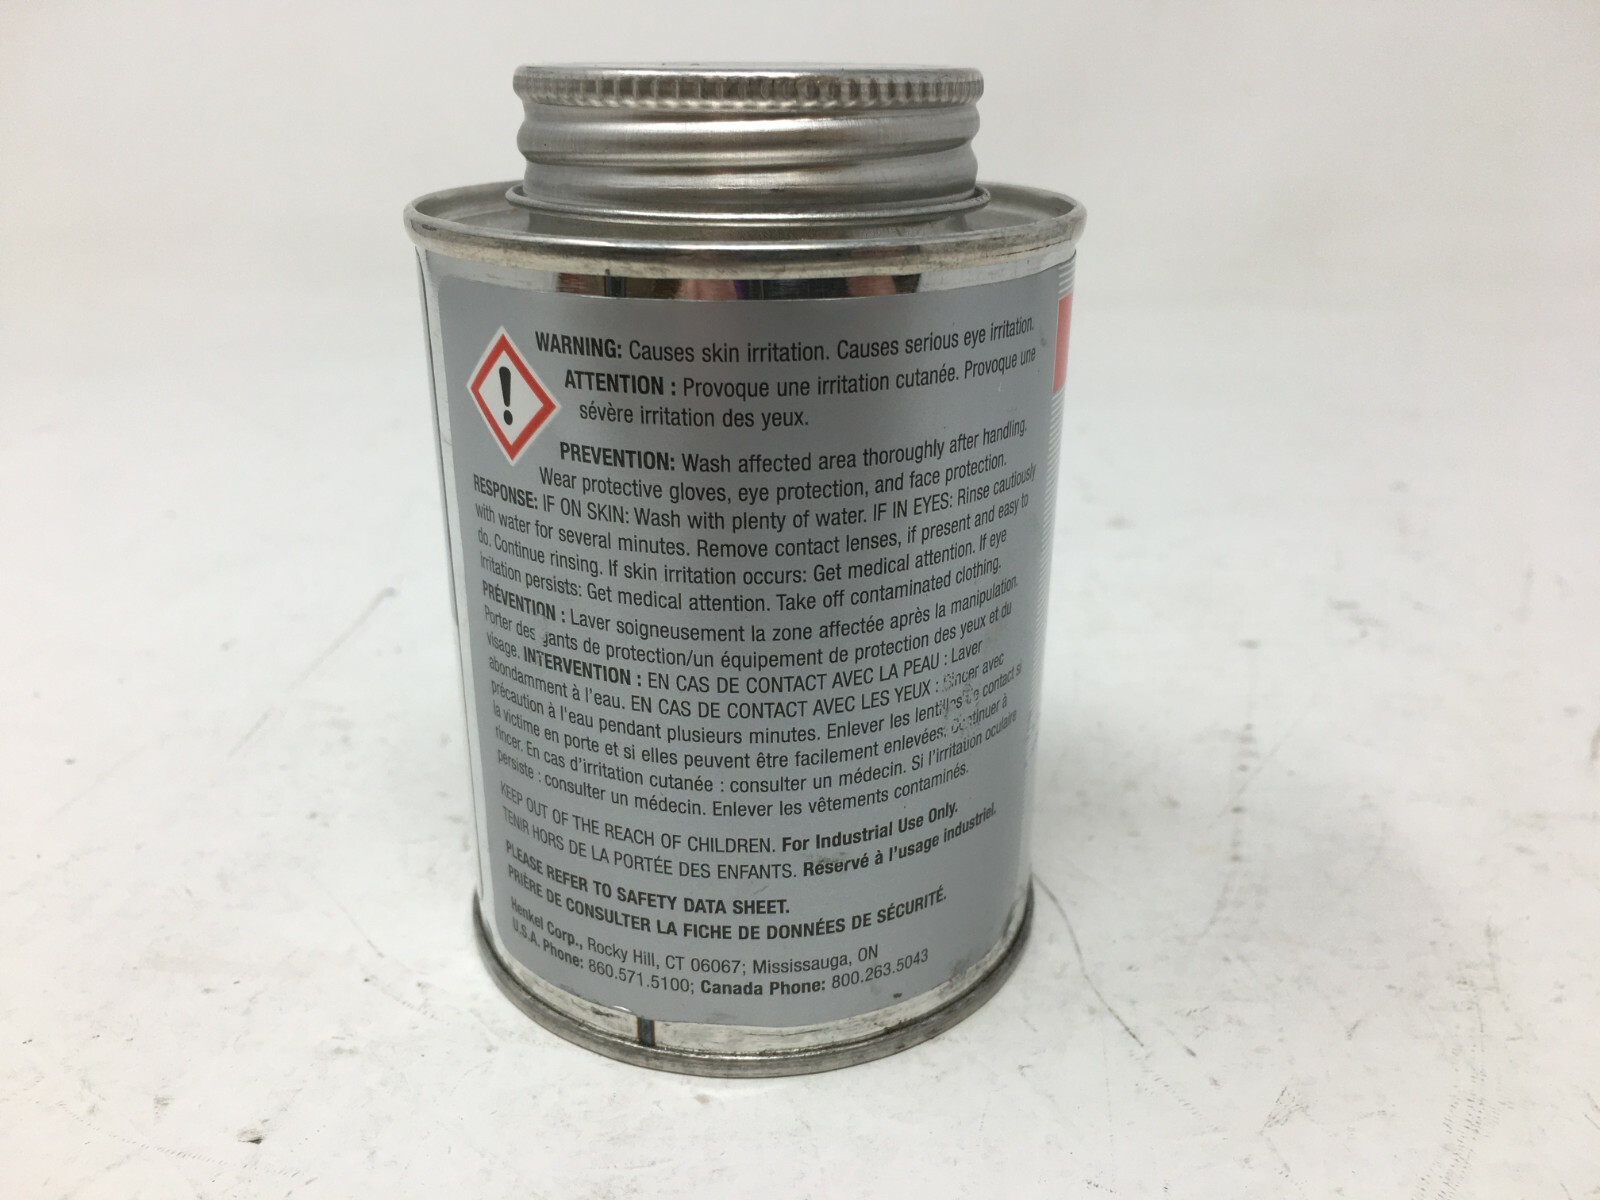 WARNING: Causes skin irritation. Causes serious eye irritation.
ATTENTION : Provoque une irritation cutanée. Provoque une
sévère irritation des yeux.
PREVENTION: Wash affected area thoroughly after handling.
Wear protective gloves, eye protection, and face protection.
RESPONSE: IF ON SKIN: Wash with plenty of water. IF IN EYES: Rinse cautiously
with water for several minutes. Remove contact lenses, if present and easy to
do. Continue rinsing. If skin irritation occurs: Get medical attention. If eye
irritation persists: Get medical attention. Take off contaminated clothing.
PRÉVENTION : Laver soigneusement la zone affectée après la manipulation.
Porter des gants de protection/un équipement de protection des yeux et du
visage. INTERVENTION : EN CAS DE CONTACT AVEC LA PEAU : Laver
abondamment à l'eau. EN CAS DE CONTACT AVEC LES YEUX : Rincer avec
précaution à l'eau pendant plusieurs minutes. Enlever les lentilles de contact si
la victime en porte et si elles peuvent être facilement enlevées. Continuer à
rincer. En cas d'irritation cutanée : consulter un médecin. Si l'irritation oculaire
persiste : consulter un médecin. Enlever les vêtements contaminés.
KEEP OUT OF THE REACH OF CHILDREN. For Industrial Use Only.
TENIR HORS DE LA PORTÉE DES ENFANTS. Réservé à l'usage industriel.
PLEASE REFER TO SAFETY DATA SHEET.
PRIÈRE DE CONSULTER LA FICHE DE DONNÉES DE SÉCURITÉ.
Henkel Corp., Rocky Hill, CT 06067; Mississauga, ON
U.S.A. Phone: 860.571.5100; Canada Phone: 800.263.5043